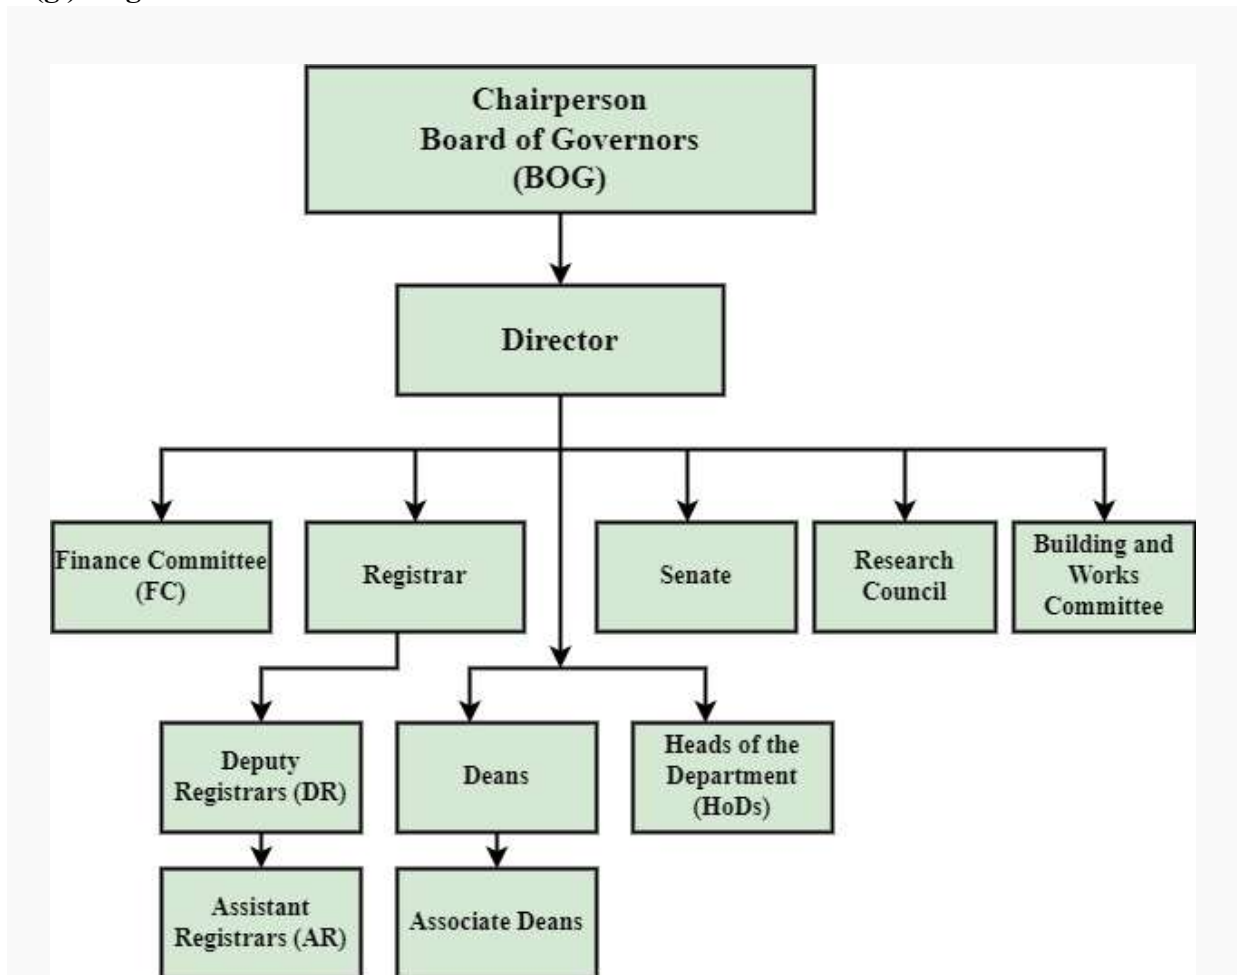 Chairperson
Board of Governors
(BOG)
Director
Finance Committee
(FC)
Registrar
Senate
Research
Council
Building and
Works
Committee
Deputy
Registrars (DR)
Deans
Heads of the
Department
(HoDs)
Assistant
Registrars (AR)
Associate Deans